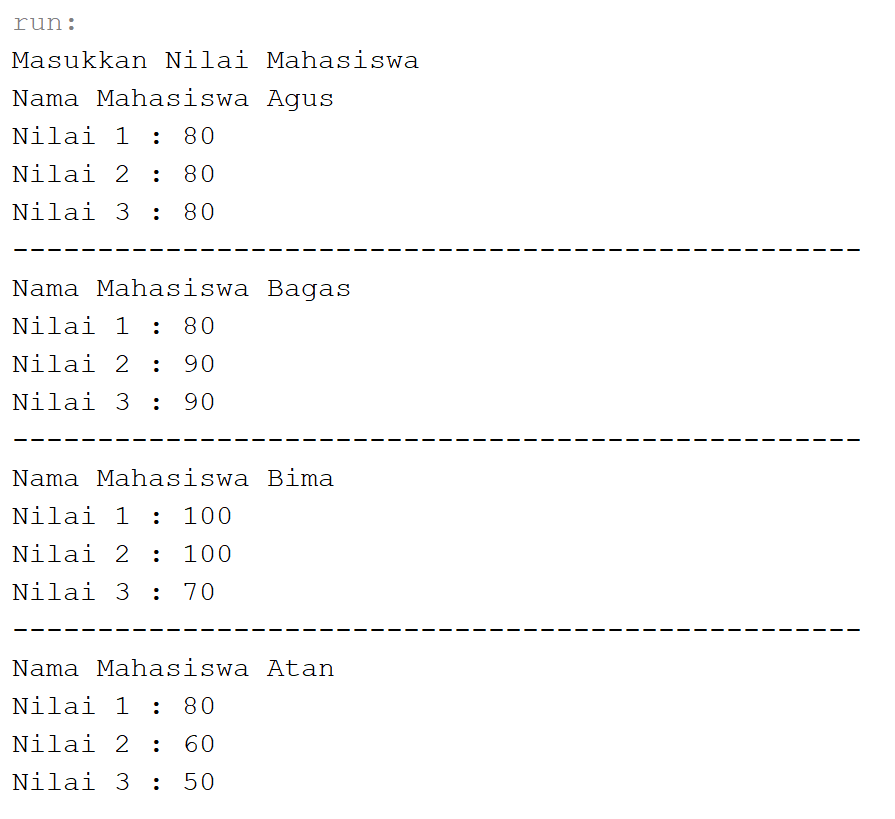 run:
Masukkan Nilai Mahasiswa
Nama Mahasiswa Agus
Nilai 1 : 80
Nilai 2 : 80
Nilai 3 : 80
--------------------------------------------------
Nama Mahasiswa Bagas
Nilai 1 : 80
Nilai 2 : 90
Nilai 3 : 90
--------------------------------------------------
Nama Mahasiswa Bima
Nilai 1 : 100
Nilai 2 : 100
Nilai 3 : 70
--------------------------------------------------
Nama Mahasiswa Atan
Nilai 1 : 80
Nilai 2 : 60
Nilai 3 : 50